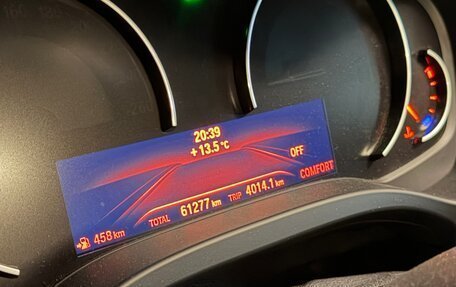 20:39
+13.5 °C
OFF
COMFORT
TOTAL 61277 km TRIP 4014.1 km
458 km